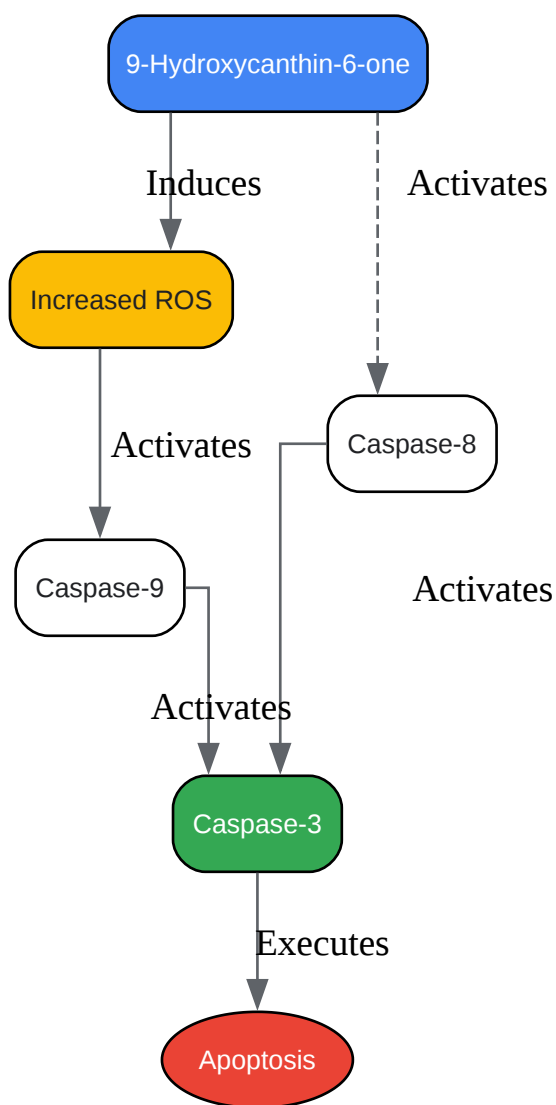 9-Hydroxycanthin-6-one
Induces
Activates
Increased ROS
Activates
Caspase-8
Caspase-9
Activates
Activates
Caspase-3
Executes
Apoptosis